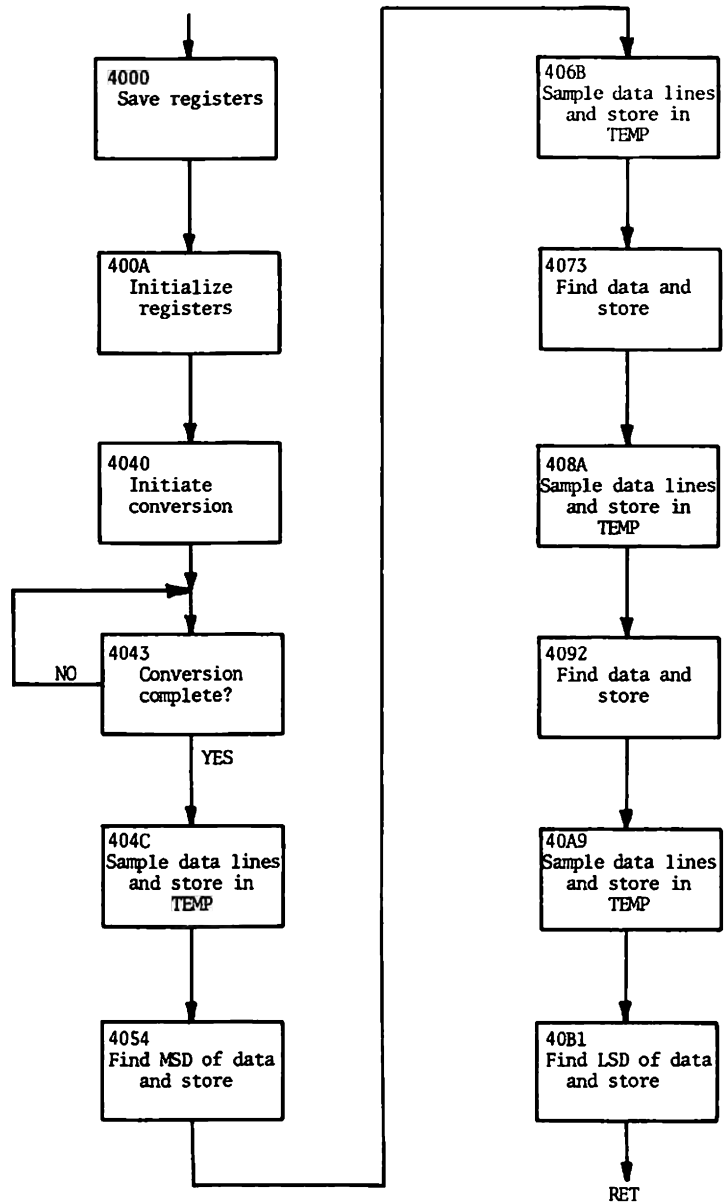 4000
Save registers
400A
Initialize
registers
4040
Initiate
conversion
4043
Conversion
complete?
NO
YES
404C
Sample data lines
and store in
TEMP
4054
Find MSD of data
and store
406B
Sample data lines
and store in
TEMP
4073
Find data and
store
408A
Sample data lines
and store in
TEMP
4092
Find data and
store
40A9
Sample data lines
and store in
TEMP
40B1
Find LSD of data
and store
RET